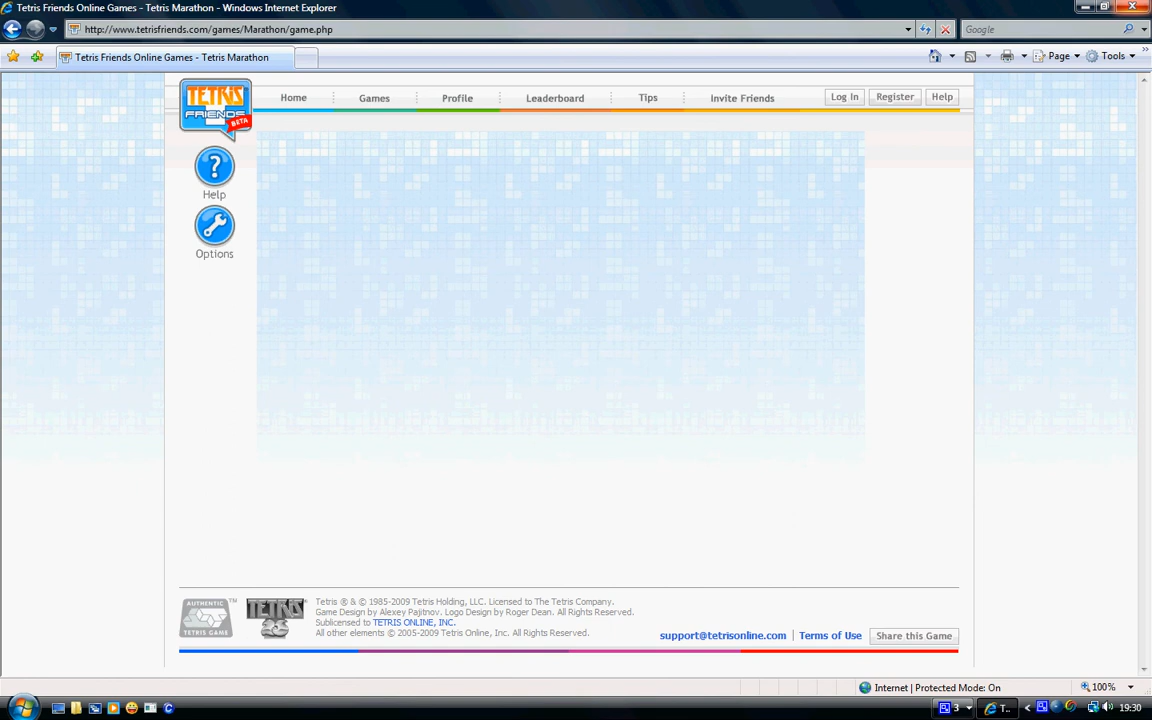 Tetris Friends Online Games - Tetris Marathon - Windows Internet Explorer
http://www.tetrisfriends.com/games/Marathon/game.php
Google
Tetris Friends Online Games - Tetris Marathon
Page
Tools
TETRIS
FRIENDS
BETA
Home
Games
Profile
Leaderboard
Tips
Invite Friends
Log In
Register
Help
Help
Options
AUTHENTIC
TETRIS GAME
TM
TETRIS
25
Tetris ® & © 1985-2009 Tetris Holding, LLC. Licensed to The Tetris Company.
Game Design by Alexey Pajitnov. Logo Design by Roger Dean. All Rights Reserved.
Sublicensed to TETRIS ONLINE, INC.
All other elements © 2005-2009 Tetris Online, Inc. All Rights Reserved.
support@tetrisonline.com | Terms of Use
Share this Game
Internet | Protected Mode: On
100%
3
T..
19:30